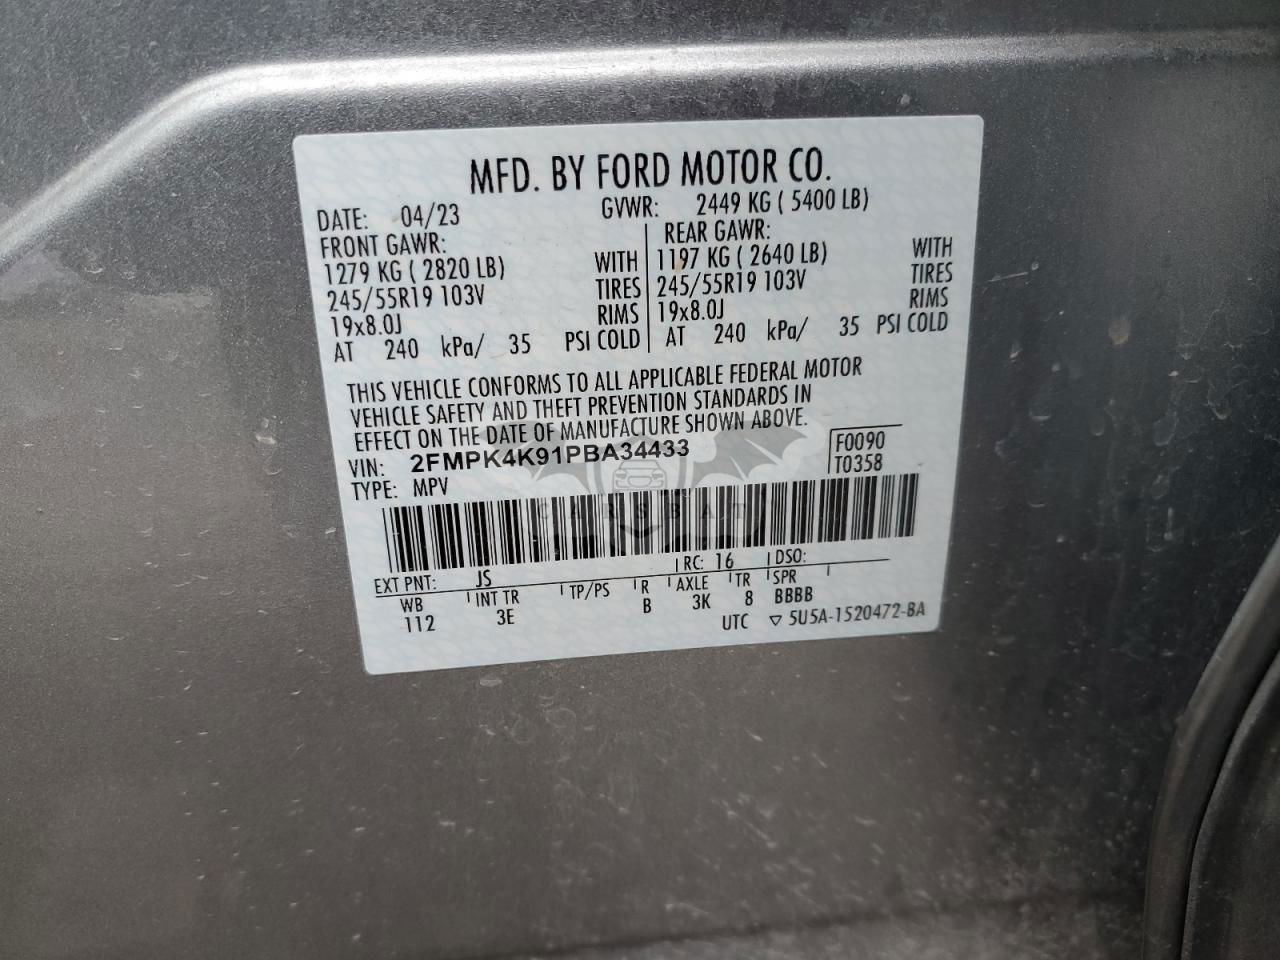 MFD. BY FORD MOTOR CO.
DATE: 04/23 GVWR: 2449 KG ( 5400 LB)
FRONT GAWR: REAR GAWR:
1279 KG ( 2820 LB) WITH 1197 KG ( 2640 LB) WITH
245/55R19 103V TIRES 245/55R19 103V TIRES
19x8.0J RIMS 19x8.0J RIMS
AT 240 kPa/ 35 PSI COLD AT 240 kPa/ 35 PSI COLD
THIS VEHICLE CONFORMS TO ALL APPLICABLE FEDERAL MOTOR
VEHICLE SAFETY AND THEFT PREVENTION STANDARDS IN
EFFECT ON THE DATE OF MANUFACTURE SHOWN ABOVE.
VIN: 2FMPK4K91PBA34433 F0090
TYPE: MPV T0358
CARSBAT
EXT PNT: JS RC: 16 DSO:
WB INT TR TP/PS R AXLE TR SPR
112 3E B 3K 8 BBBB
UTC ▽ 5U5A-1520472-BA